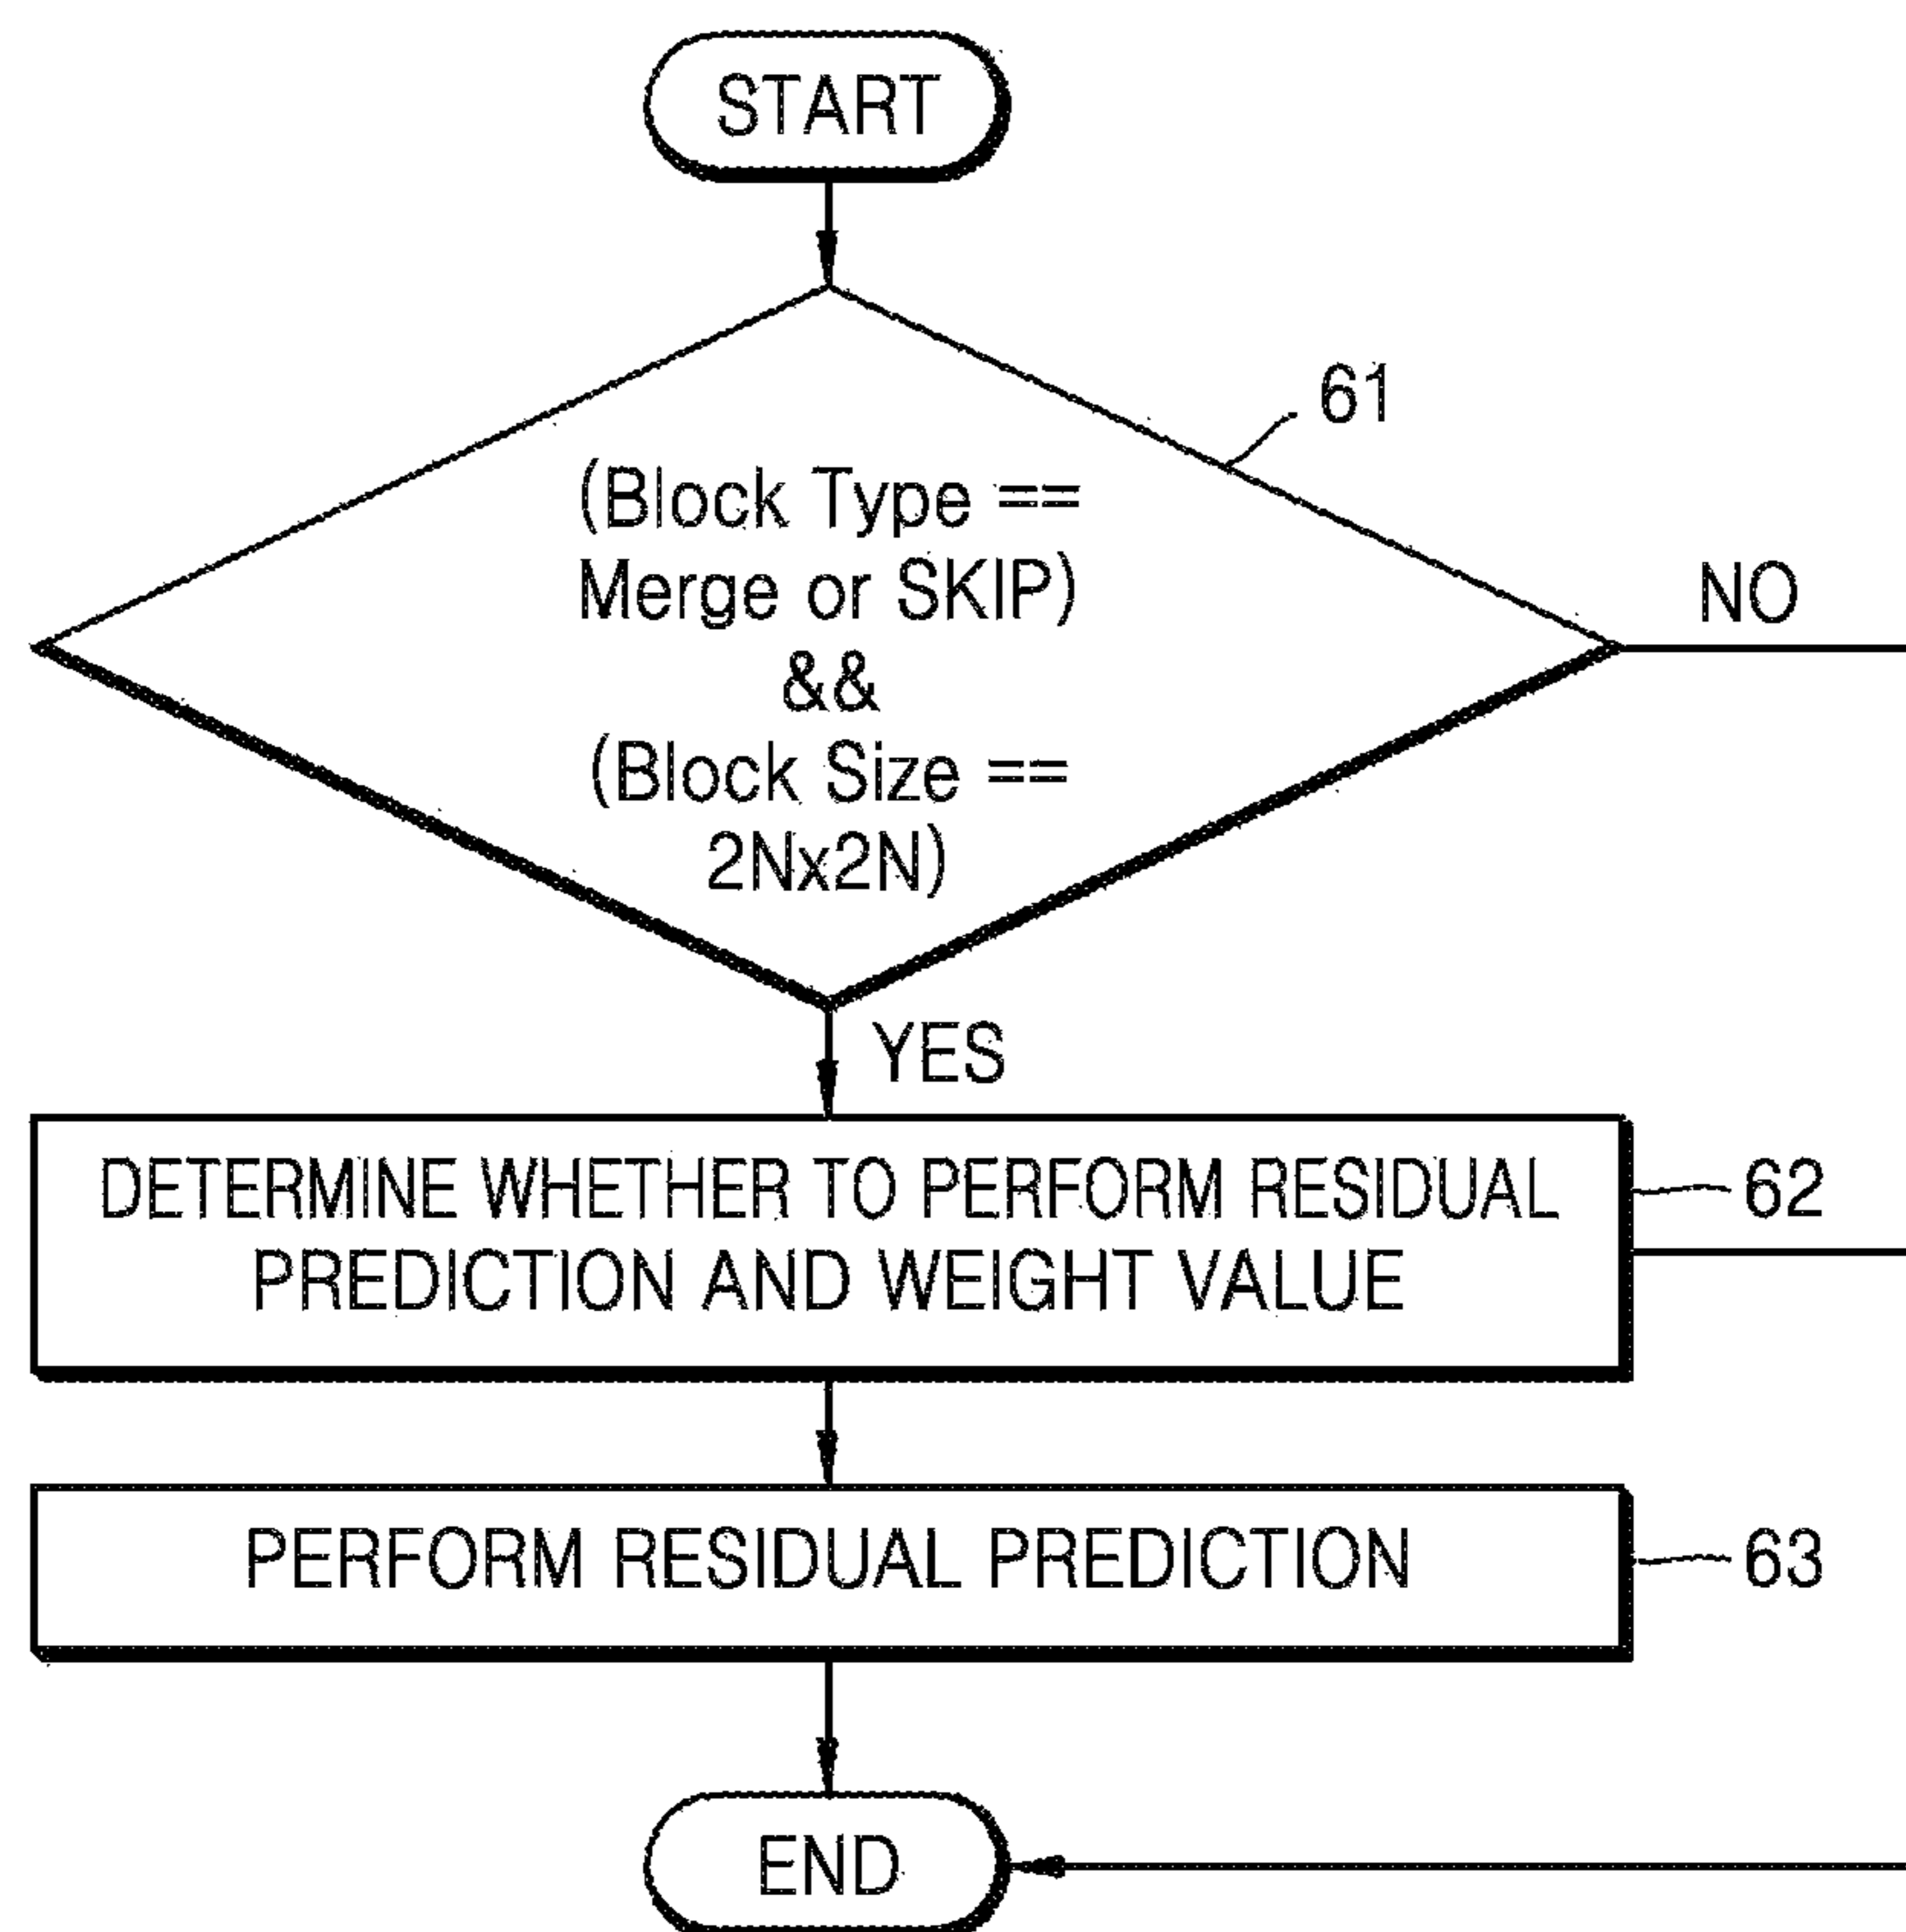 START
61
(Block Type ==
Merge or SKIP)
&&
(Block Size ==
2Nx2N)
NO
YES
DETERMINE WHETHER TO PERFORM RESIDUAL
PREDICTION AND WEIGHT VALUE
62
PERFORM RESIDUAL PREDICTION
63
END